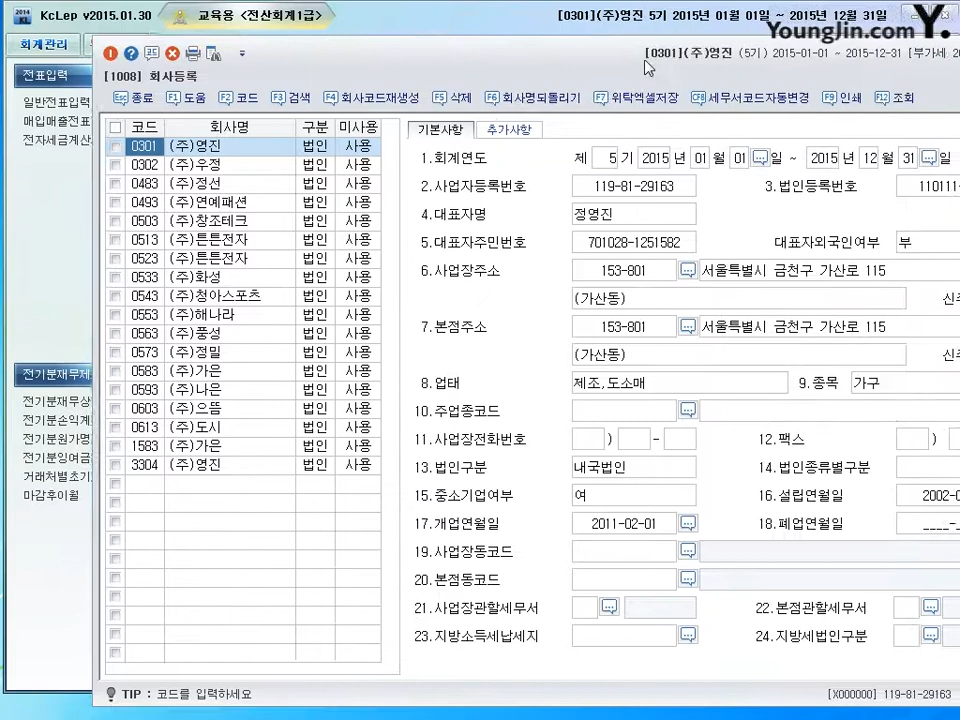 KcLep v2015.01.30 교육용 <전산회계1급> [0301](주)영진 5기 2015년 01월 01일 ~ 2015년 12월 31일
YoungJin.com Y.
회계관리
[0301](주)영진 (5기) 2015-01-01 ~ 2015-12-31 [부가세 20
[1008] 회사등록
Esc 종료 F1 도움 F2 코드 F3 검색 F4 회사코드재생성 F5 삭제 F6 회사명되돌리기 F7 위탁엑셀저장 CF8 세무서코드자동변경 F9 인쇄 F12 조회
전표입력
일반전표입력
매입매출전표
전자세금계산
전기분재무제
전기분재무상
전기분손익계
전기분원가명
전기분잉여금
거래처별초기
마감후이월
코드 회사명 구분 미사용
0301 (주)영진 법인 사용
0302 (주)우정 법인 사용
0483 (주)정선 법인 사용
0493 (주)연예패션 법인 사용
0503 (주)창조테크 법인 사용
0513 (주)튼튼전자 법인 사용
0523 (주)튼튼전자 법인 사용
0533 (주)화성 법인 사용
0543 (주)청아스포츠 법인 사용
0553 (주)해나라 법인 사용
0563 (주)풍성 법인 사용
0573 (주)정밀 법인 사용
0583 (주)가은 법인 사용
0593 (주)나은 법인 사용
0603 (주)으뜸 법인 사용
0613 (주)도시 법인 사용
1583 (주)가은 법인 사용
3304 (주)영진 법인 사용
기본사항 추가사항
1.회계연도 제 5 기 2015 년 01 월 01 일 ~ 2015 년 12 월 31 일
2.사업자등록번호 119-81-29163 3.법인등록번호 110111-
4.대표자명 정영진
5.대표자주민번호 701028-1251582 대표자외국인여부 부
6.사업장주소 153-801 서울특별시 금천구 가산로 115
(가산동) 신주
7.본점주소 153-801 서울특별시 금천구 가산로 115
(가산동) 신주
8.업태 제조,도소매 9.종목 가구
10.주업종코드
11.사업장전화번호 ) - 12.팩스 )
13.법인구분 내국법인 14.법인종류별구분
15.중소기업여부 여 16.설립연월일 2002-0
17.개업연월일 2011-02-01 18.폐업연월일 ____-_
19.사업장동코드
20.본점동코드
21.사업장관할세무서 22.본점관할세무서
23.지방소득세납세지 24.지방세법인구분
TIP : 코드를 입력하세요 [X000000] 119-81-29163